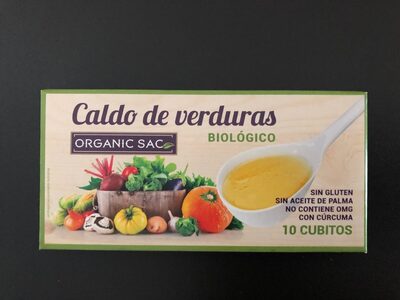 Caldo de verduras
ORGANIC SAC
BIOLÓGICO
SIN GLUTEN
SIN ACEITE DE PALMA
NO CONTIENE OMG
CON CÚRCUMA
10 CUBITOS